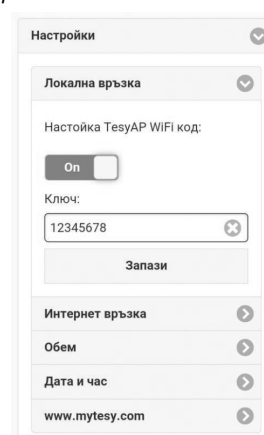 Настройки
Локална връзка
Настойка TesyAP WiFi код:
On
Ключ:
12345678
Запази
Интернет връзка
Обем
Дата и час
www.mytesy.com